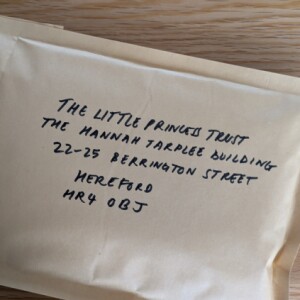 THE LITTLE PRINCESS TRUST
THE HANNAH TARPLEE BUILDING
22-25 BERRINGTON STREET
HEREFORD
HR4 0BJ